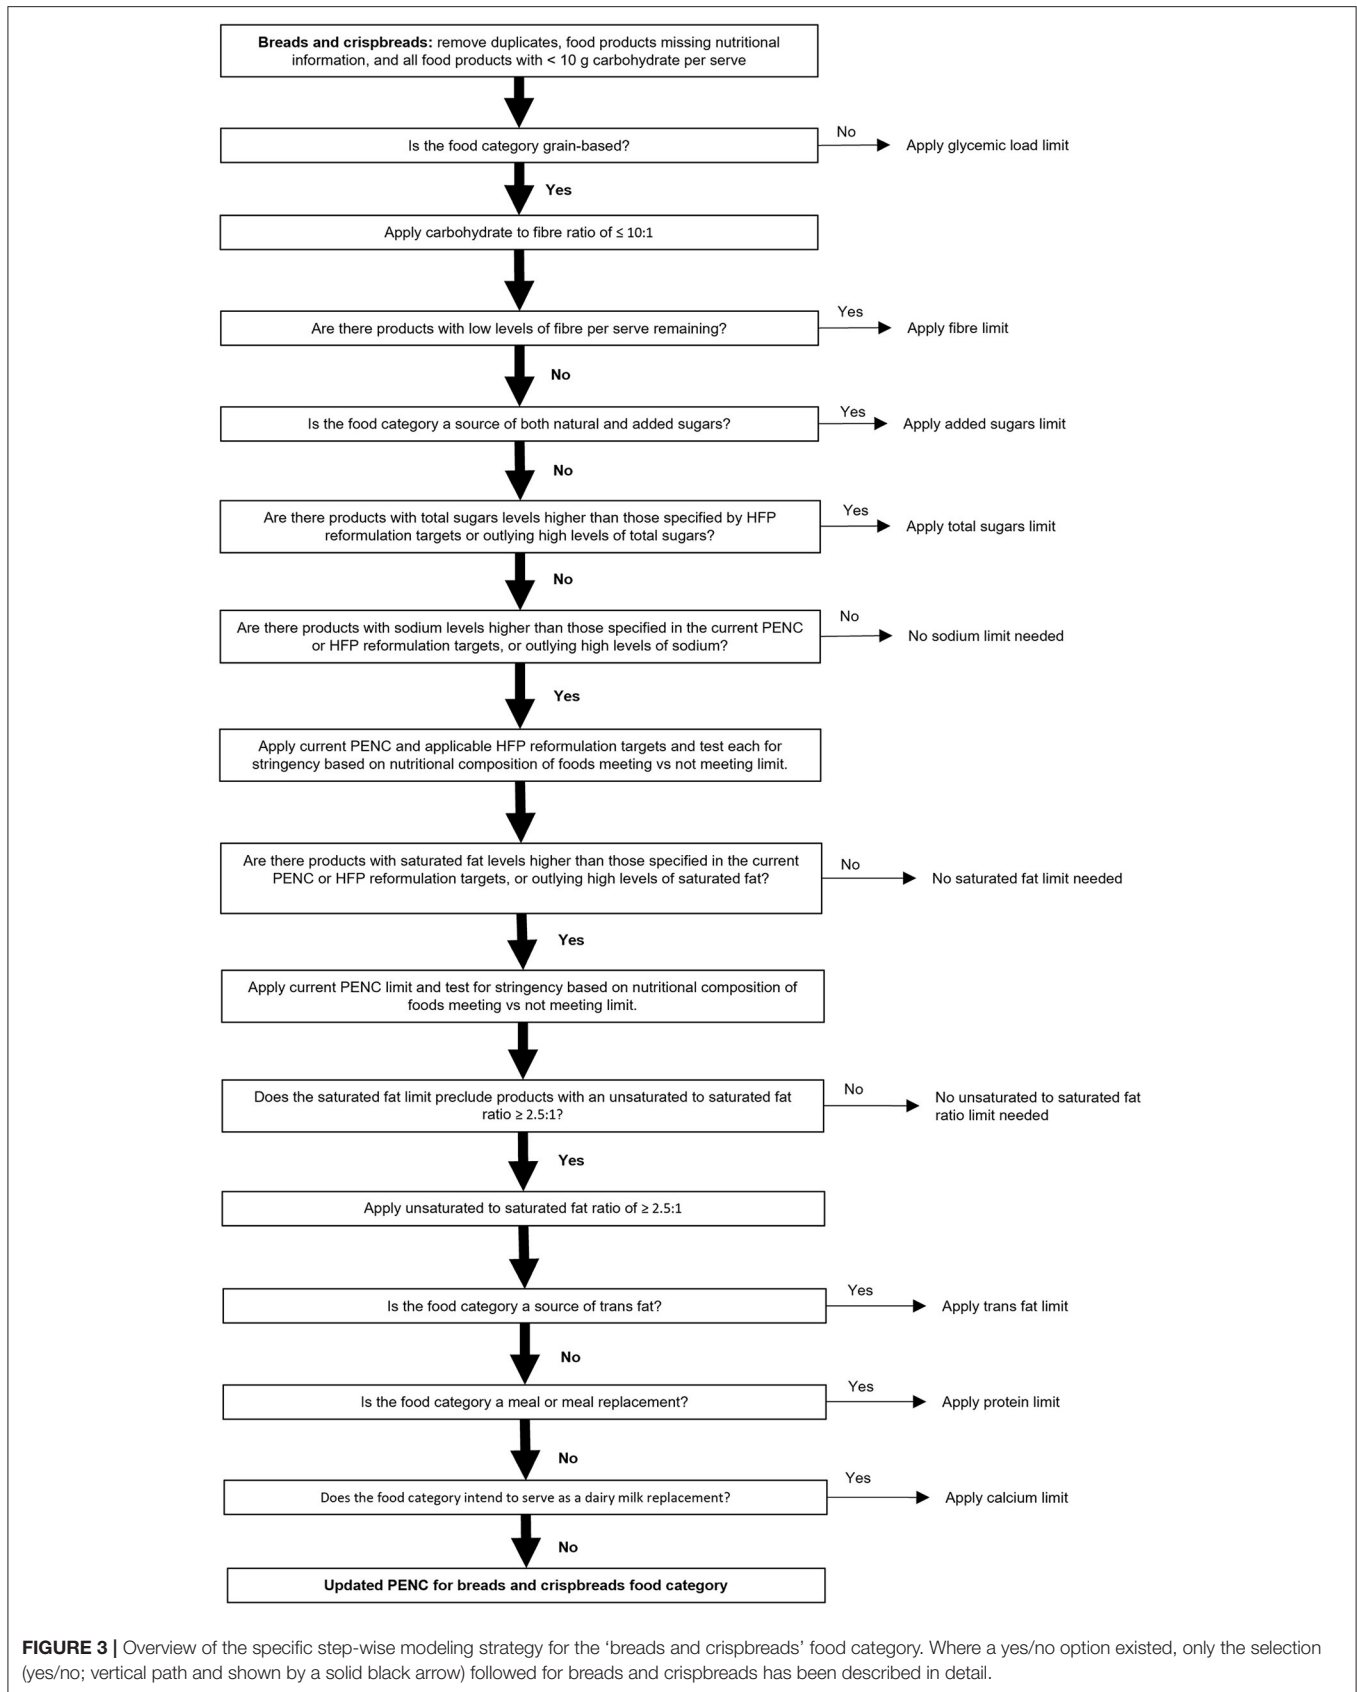 Breads and crispbreads: remove duplicates, food products missing nutritional
information, and all food products with < 10 g carbohydrate per serve
Is the food category grain-based?
No
Apply glycemic load limit
Yes
Apply carbohydrate to fibre ratio of ≤ 10:1
Are there products with low levels of fibre per serve remaining?
Yes
Apply fibre limit
No
Is the food category a source of both natural and added sugars?
Yes
Apply added sugars limit
No
Are there products with total sugars levels higher than those specified by HFP
reformulation targets or outlying high levels of total sugars?
Yes
Apply total sugars limit
No
Are there products with sodium levels higher than those specified in the current PENC
or HFP reformulation targets, or outlying high levels of sodium?
No
No sodium limit needed
Yes
Apply current PENC and applicable HFP reformulation targets and test each for
stringency based on nutritional composition of foods meeting vs not meeting limit.
Are there products with saturated fat levels higher than those specified in the current
PENC or HFP reformulation targets, or outlying high levels of saturated fat?
No
No saturated fat limit needed
Yes
Apply current PENC limit and test for stringency based on nutritional composition of
foods meeting vs not meeting limit.
Does the saturated fat limit preclude products with an unsaturated to saturated fat
ratio ≥ 2.5:1?
No
No unsaturated to saturated fat
ratio limit needed
Yes
Apply unsaturated to saturated fat ratio of ≥ 2.5:1
Is the food category a source of trans fat?
Yes
Apply trans fat limit
No
Is the food category a meal or meal replacement?
Yes
Apply protein limit
No
Does the food category intend to serve as a dairy milk replacement?
Yes
Apply calcium limit
No
Updated PENC for breads and crispbreads food category
FIGURE 3 | Overview of the specific step-wise modeling strategy for the ‘breads and crispbreads’ food category. Where a yes/no option existed, only the selection
(yes/no; vertical path and shown by a solid black arrow) followed for breads and crispbreads has been described in detail.